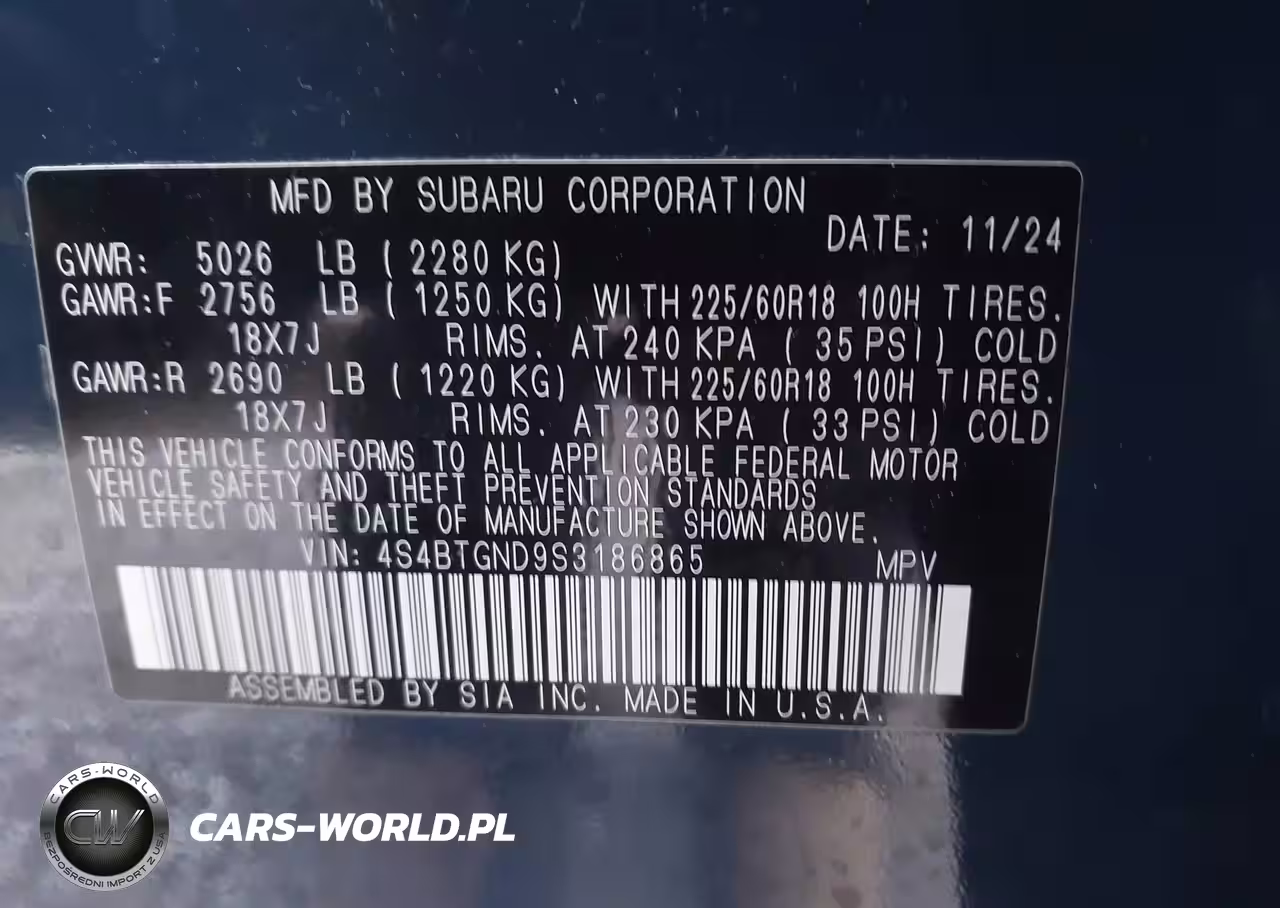 MFD BY SUBARU CORPORATION
DATE: 11/24
GVWR: 5026 LB ( 2280 KG)
GAWR:F 2756 LB ( 1250 KG) WITH 225/60R18 100H TIRES.
18X7J RIMS. AT 240 KPA ( 35 PSI) COLD
GAWR:R 2690 LB ( 1220 KG) WITH 225/60R18 100H TIRES.
18X7J RIMS. AT 230 KPA ( 33 PSI) COLD
THIS VEHICLE CONFORMS TO ALL APPLICABLE FEDERAL MOTOR
VEHICLE SAFETY AND THEFT PREVENTION STANDARDS
IN EFFECT ON THE DATE OF MANUFACTURE SHOWN ABOVE.
VIN: 4S4BTGND9S3186865 MPV
ASSEMBLED BY SIA INC. MADE IN U.S.A.
CARS-WORLD
CW
BEZPOŚREDNI IMPORT Z USA
CARS-WORLD.PL